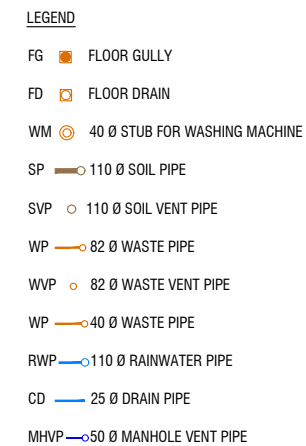 LEGEND
FG FLOOR GULLY
FD FLOOR DRAIN
WM 40 Ø STUB FOR WASHING MACHINE
SP 110 Ø SOIL PIPE
SVP 110 Ø SOIL VENT PIPE
WP 82 Ø WASTE PIPE
WVP 82 Ø WASTE VENT PIPE
WP 40 Ø WASTE PIPE
RWP 110 Ø RAINWATER PIPE
CD 25 Ø DRAIN PIPE
MHVP 50 Ø MANHOLE VENT PIPE